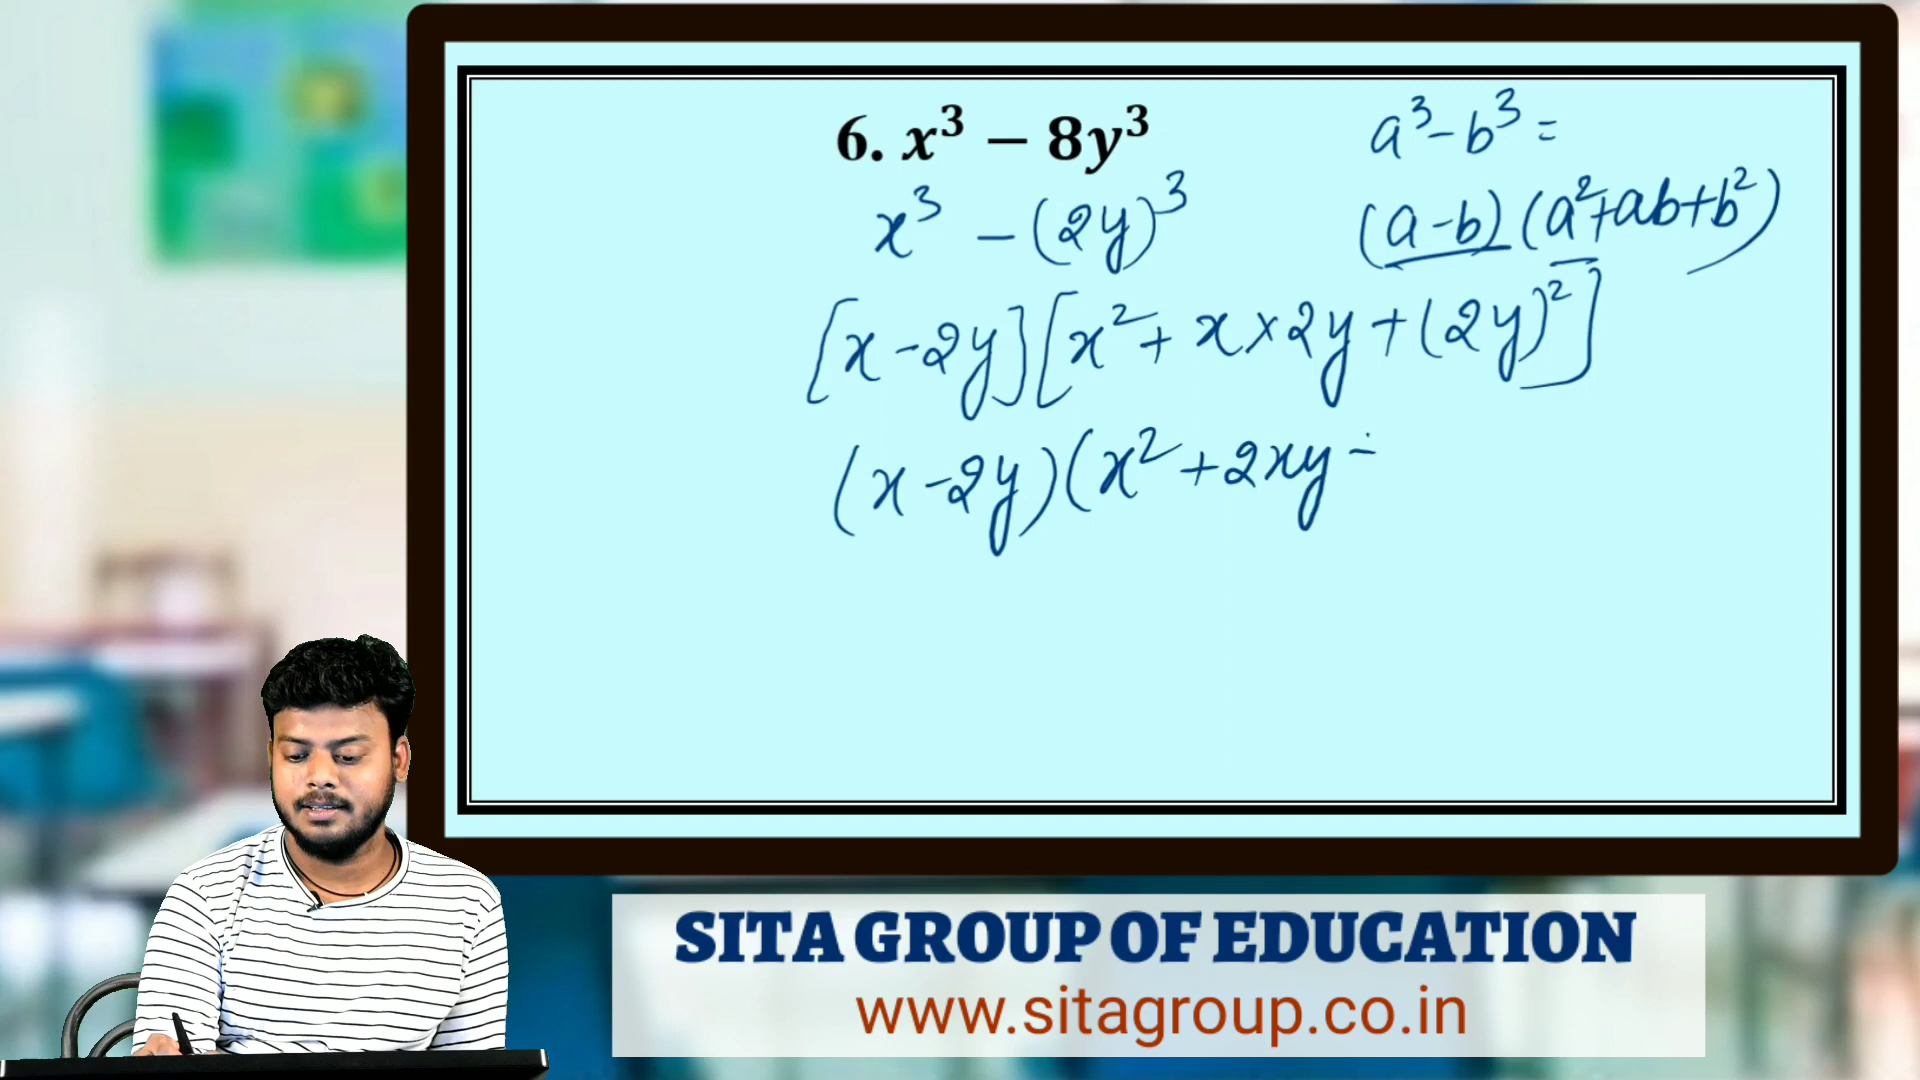 6. x³ − 8y³
x³ − (2y)³
[x − 2y][x² + x × 2y + (2y)²]
(x − 2y)(x² + 2xy -
a³ − b³ =
(a − b)(a² + ab + b²)
SITA GROUP OF EDUCATION
www.sitagroup.co.in